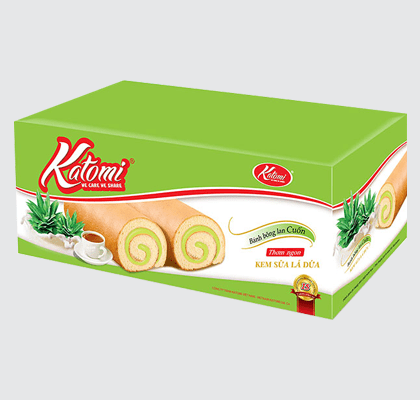 Katomi®
WE CARE, WE SHARE
Katomi
Bánh bông lan Cuốn
Thơm ngon
KEM SỮA LÁ DỨA